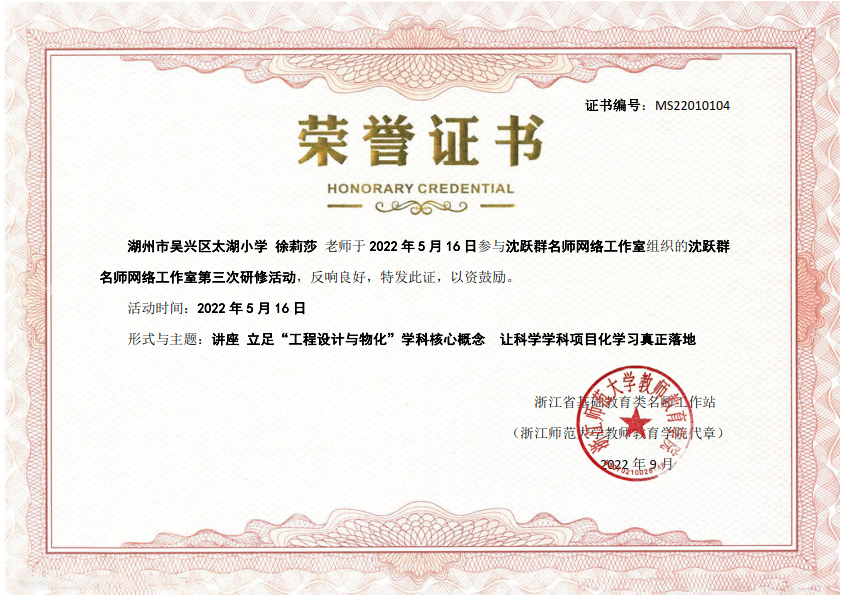 证书编号：MS22010104
荣誉证书
HONORARY CREDENTIAL
湖州市吴兴区太湖小学 徐莉莎 老师于 2022 年 5 月 16 日参与沈跃群名师网络工作室组织的沈跃群
名师网络工作室第三次研修活动，反响良好，特发此证，以资鼓励。
活动时间：2022 年 5 月 16 日
形式与主题：讲座 立足“工程设计与物化”学科核心概念 让科学学科项目化学习真正落地
浙江省基础教育类名师工作站
（浙江师范大学教师教育学院代章）
2022 年 9 月
浙江师范大学教师教育学院